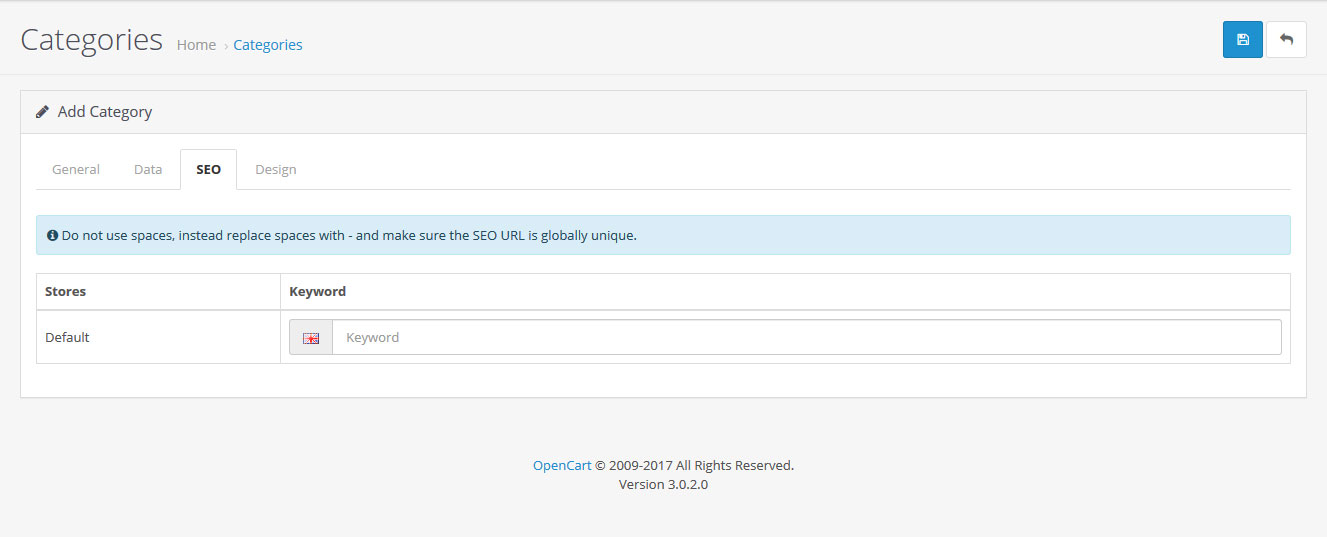 Categories Home › Categories
Add Category
General Data SEO Design
Do not use spaces, instead replace spaces with - and make sure the SEO URL is globally unique.
Stores Keyword
Default Keyword
OpenCart © 2009-2017 All Rights Reserved.
Version 3.0.2.0